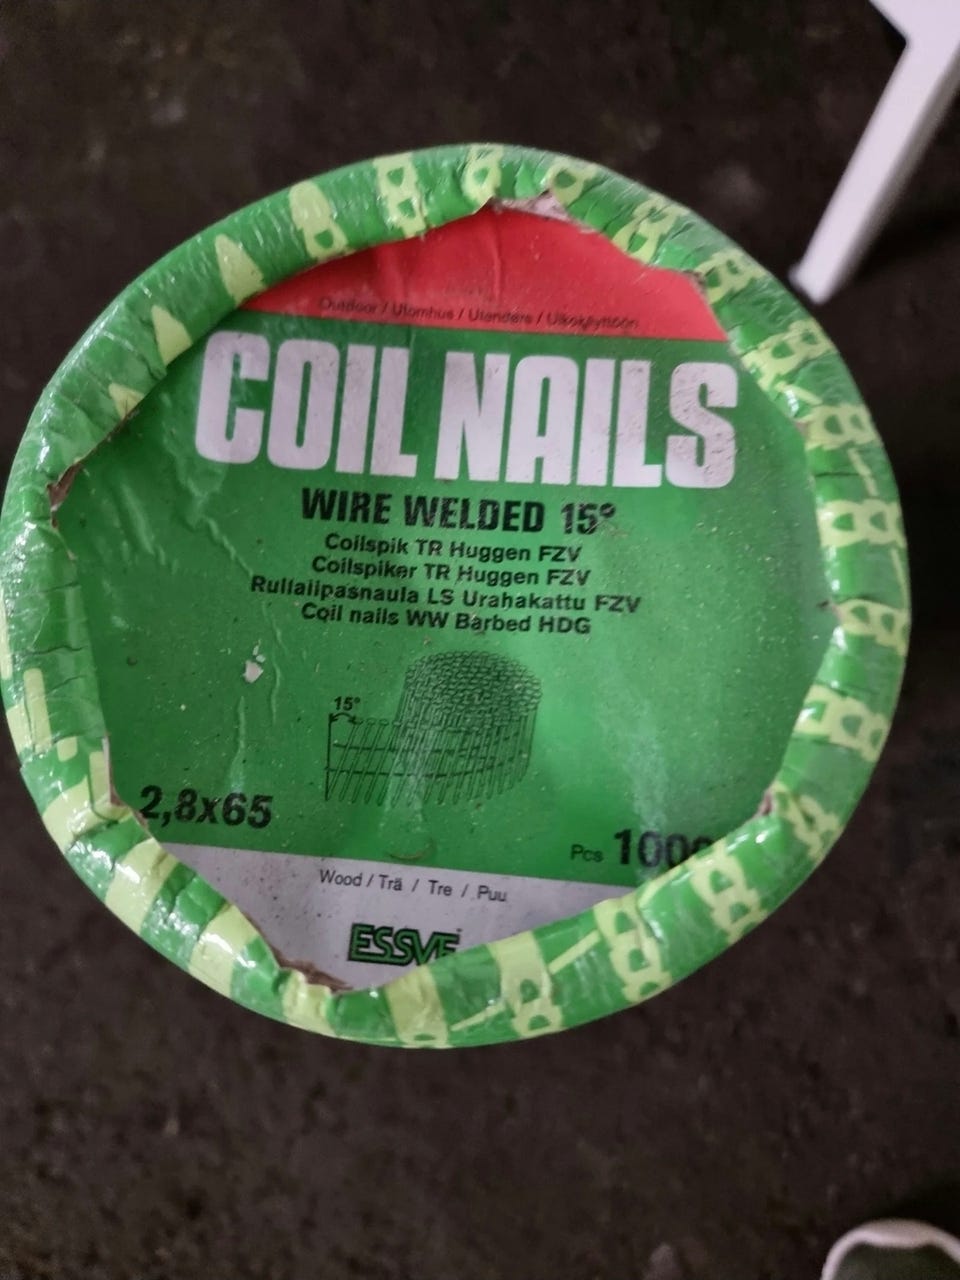 Outdoor / Utomhus / Utendørs / Ulkokäyttöön
COIL NAILS
WIRE WELDED 15°
Coilspik TR Huggen FZV
Coilspiker TR Huggen FZV
Rullalipasnaula LS Urahakattu FZV
Coil nails WW Barbed HDG
15°
2,8x65
Pcs 1000
Wood / Trä / Tre / Puu
ESSVE